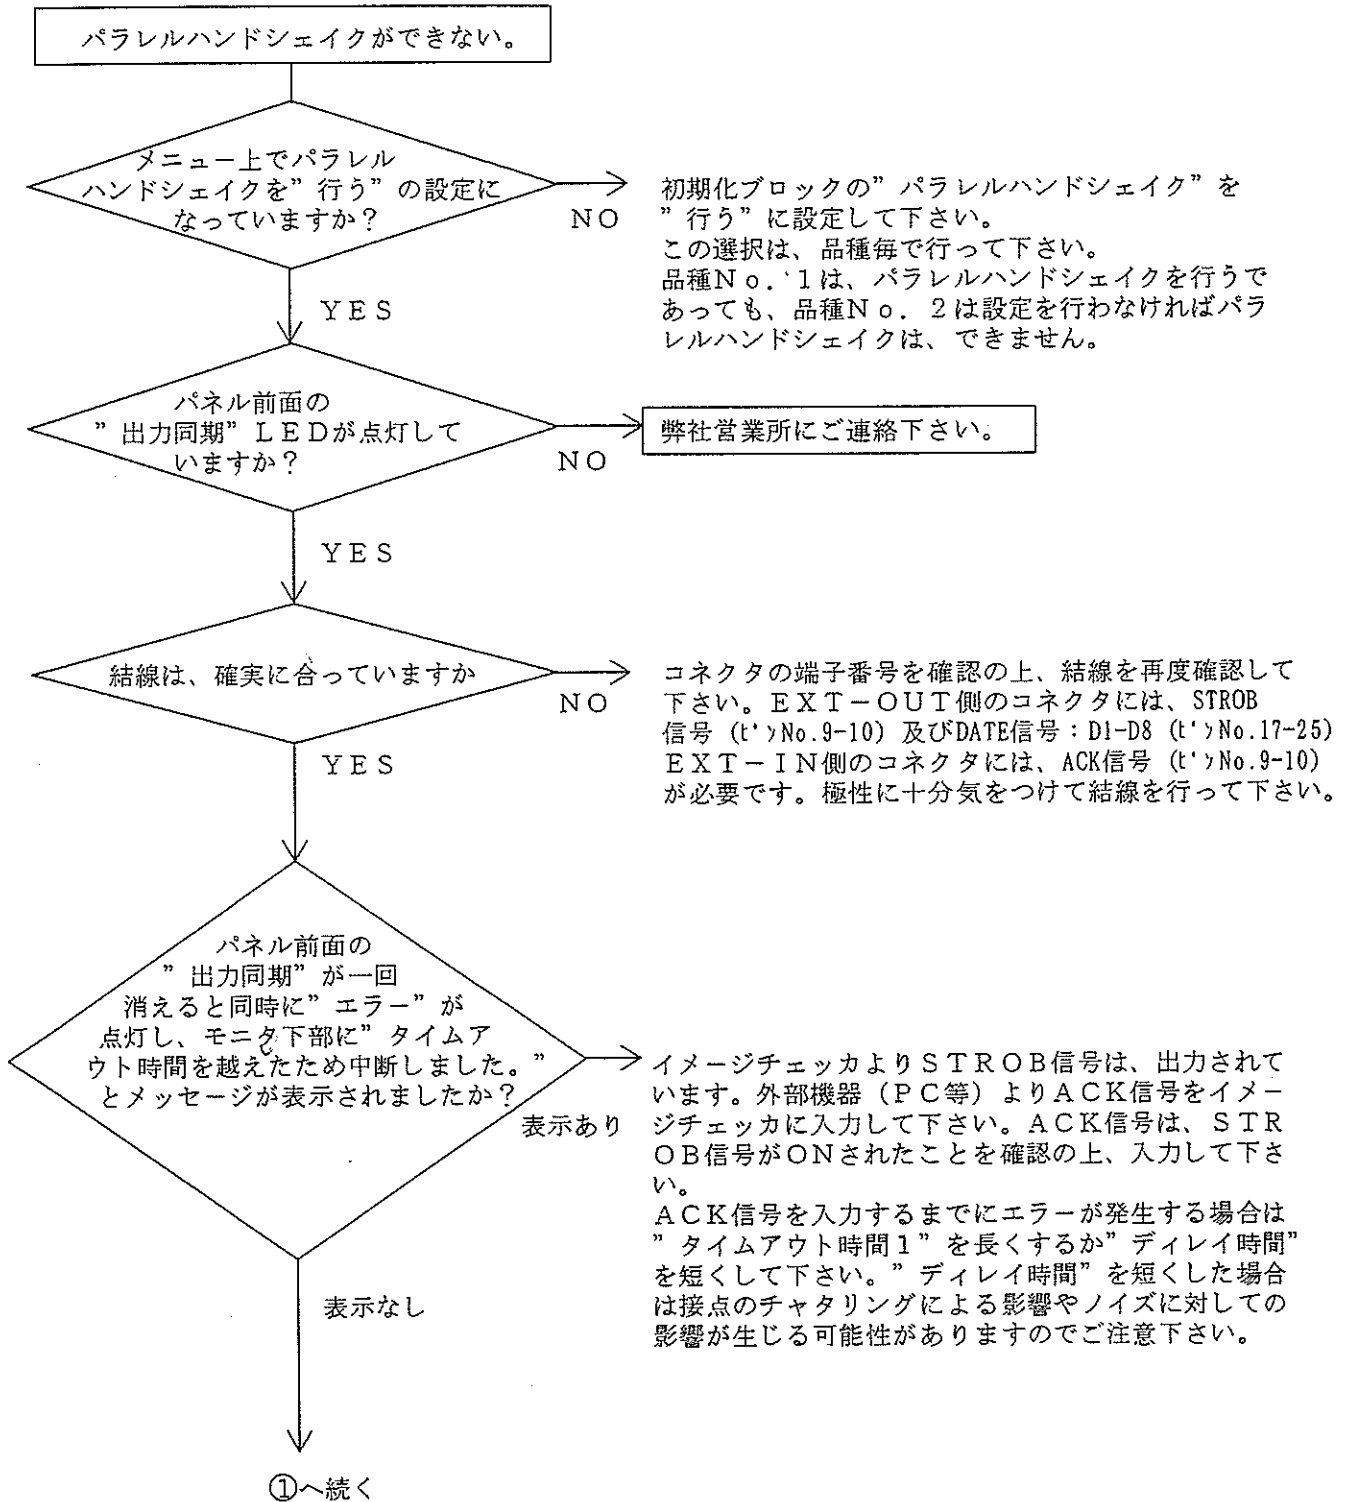 パラレルハンドシェイクができない。
メニュー上でパラレル
ハンドシェイクを”行う”の設定に
なっていますか？
NO
初期化ブロックの”パラレルハンドシェイク”を
”行う”に設定して下さい。
この選択は、品種毎で行って下さい。
品種No．1は、パラレルハンドシェイクを行うで
あっても、品種No．2は設定を行わなければパラ
レルハンドシェイクは、できません。
YES
パネル前面の
”出力同期”LEDが点灯して
いますか？
NO
弊社営業所にご連絡下さい。
YES
結線は、確実に合っていますか
NO
コネクタの端子番号を確認の上、結線を再度確認して
下さい。EXT－OUT側のコネクタには、STROB
信号（ﾋﾟﾝNo.9-10）及びDATE信号：D1-D8（ﾋﾟﾝNo.17-25）
EXT－IN側のコネクタには、ACK信号（ﾋﾟﾝNo.9-10）
が必要です。極性に十分気をつけて結線を行って下さい。
YES
パネル前面の
”出力同期”が一回
消えると同時に”エラー”が
点灯し、モニタ下部に”タイムア
ウト時間を越えたため中断しました。”
とメッセージが表示されましたか？
表示あり
イメージチェッカよりSTROB信号は、出力されて
います。外部機器（PC等）よりACK信号をイメー
ジチェッカに入力して下さい。ACK信号は、STR
OB信号がONされたことを確認の上、入力して下さ
い。
ACK信号を入力するまでにエラーが発生する場合は
”タイムアウト時間1”を長くするか”ディレイ時間”
を短くして下さい。”ディレイ時間”を短くした場合
は接点のチャタリングによる影響やノイズに対しての
影響が生じる可能性がありますのでご注意下さい。
表示なし
①へ続く